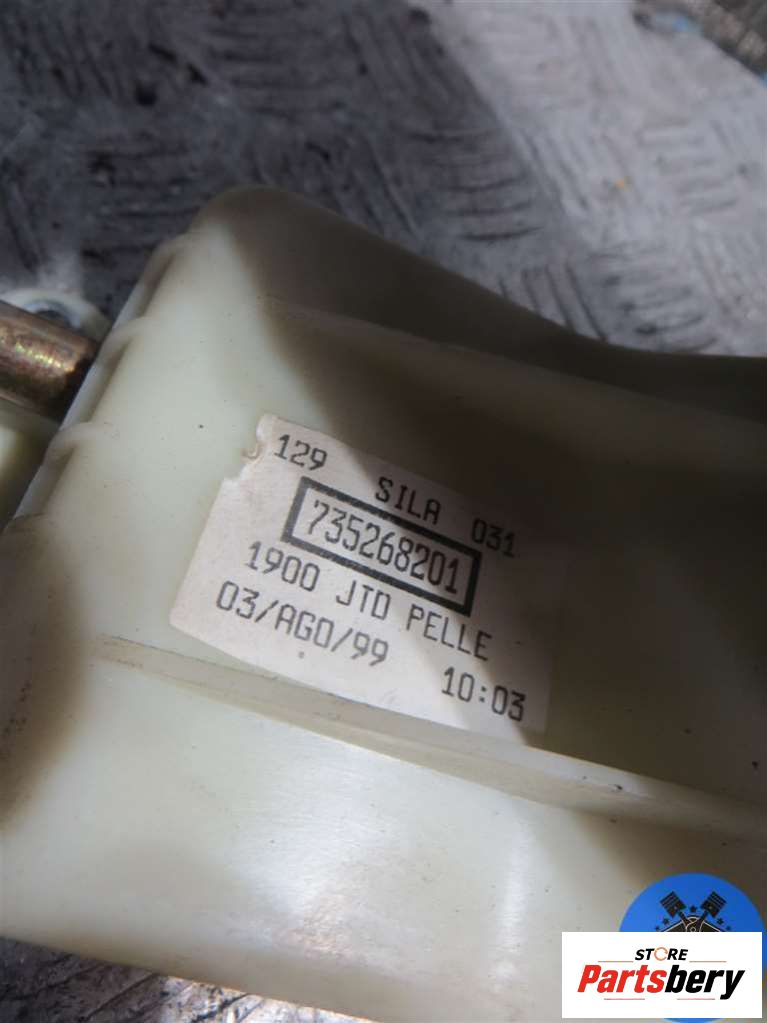 129 SILA 031
735268201
1900 JTD PELLE
03/AGO/99 10:03
STORE
Partsbery